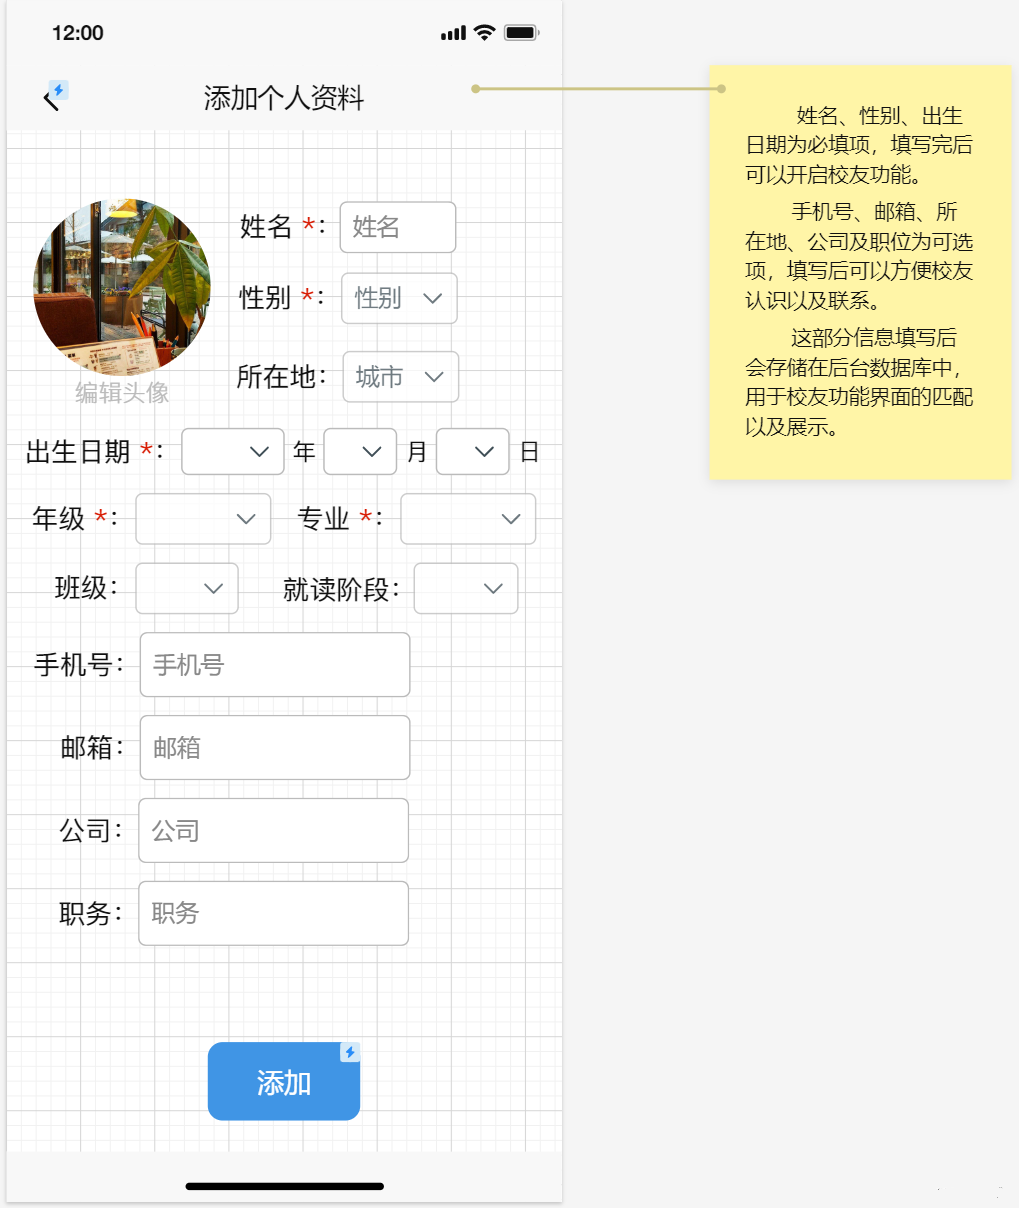 12:00
添加个人资料
姓名 *： 姓名
性别 *： 性别
所在地： 城市
编辑头像
出生日期 *： 年 月 日
年级 *： 专业 *：
班级： 就读阶段：
手机号： 手机号
邮箱： 邮箱
公司： 公司
职务： 职务
添加
姓名、性别、出生
日期为必填项，填写完后
可以开启校友功能。
手机号、邮箱、所
在地、公司及职位为可选
项，填写后可以方便校友
认识以及联系。
这部分信息填写后
会存储在后台数据库中，
用于校友功能界面的匹配
以及展示。